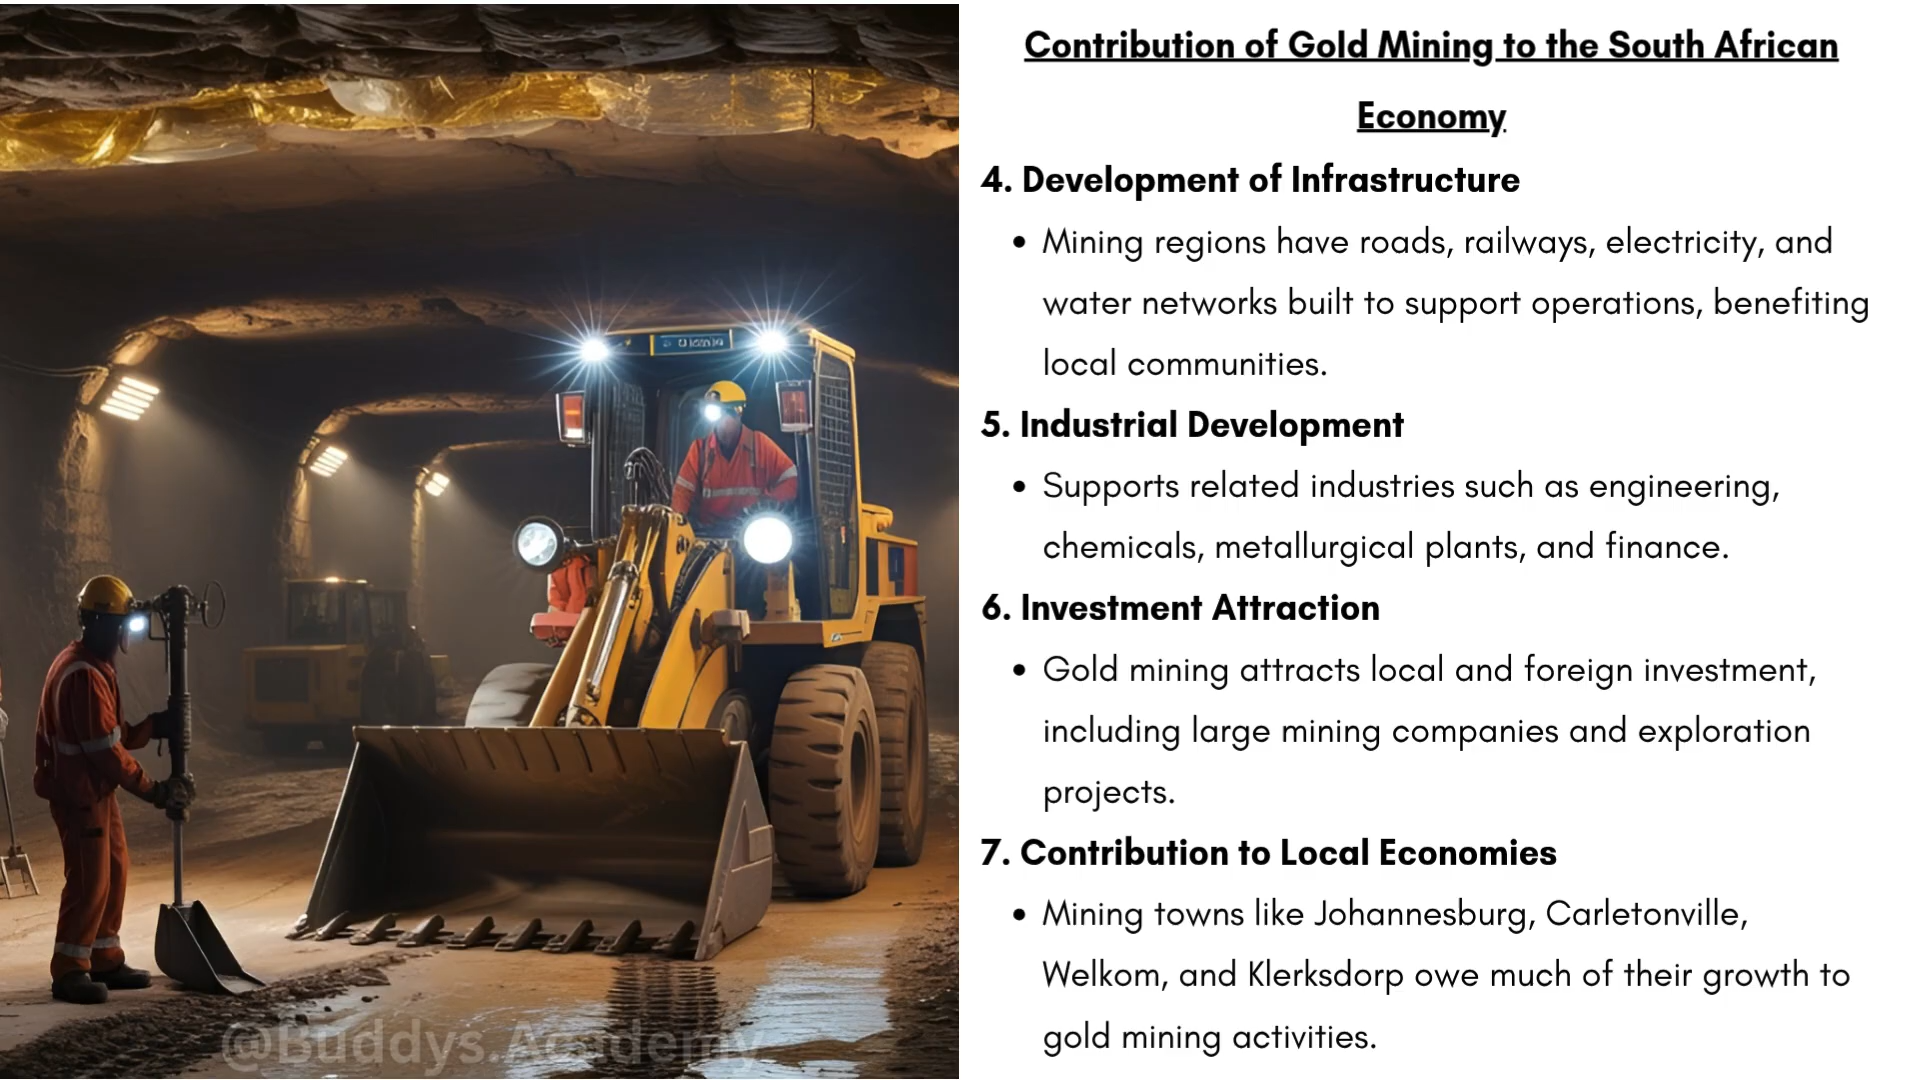 Contribution of Gold Mining to the South African
Economy
4. Development of Infrastructure
• Mining regions have roads, railways, electricity, and
water networks built to support operations, benefiting
local communities.
5. Industrial Development
• Supports related industries such as engineering,
chemicals, metallurgical plants, and finance.
6. Investment Attraction
• Gold mining attracts local and foreign investment,
including large mining companies and exploration
projects.
7. Contribution to Local Economies
• Mining towns like Johannesburg, Carletonville,
Welkom, and Klerksdorp owe much of their growth to
gold mining activities.
@Buddys.Academy